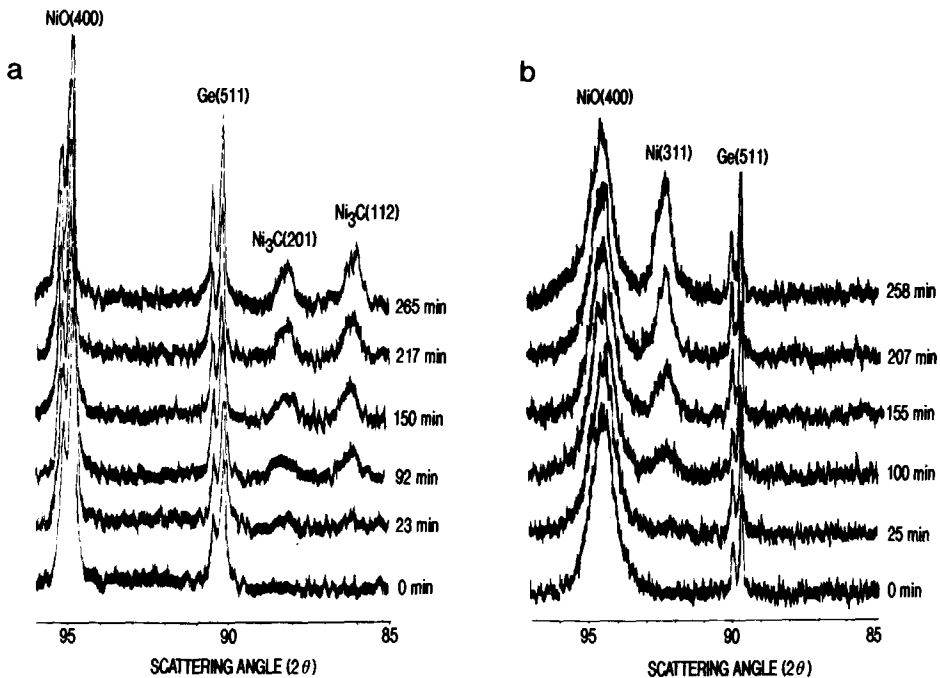 a
NiO(400)
Ge(511)
Ni₃C(201)
Ni₃C(112)
265 min
217 min
150 min
92 min
23 min
0 min
95 90 85
SCATTERING ANGLE (2θ)
b
NiO(400)
Ni(311)
Ge(511)
258 min
207 min
155 min
100 min
25 min
0 min
95 90 85
SCATTERING ANGLE (2θ)